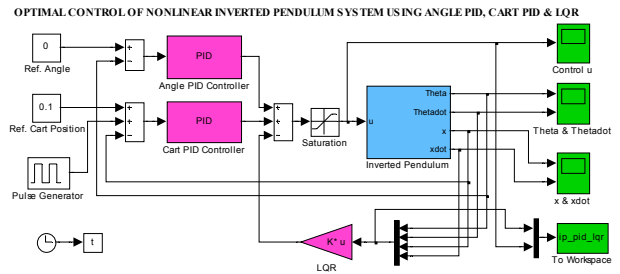 OPTIMAL CONTROL OF NONLINEAR INVERTED PENDULUM SYSTEM USING ANGLE PID, CART PID & LQR
0
Ref. Angle
+
-
PID
Angle PID Controller
Control u
0.1
Ref. Cart Position
+
+
-
PID
Cart PID Controller
+
+
-
Saturation
u
Theta
Thetadot
x
xdot
Inverted Pendulum
Theta & Thetadot
Pulse Generator
x & xdot
t
K* u
LQR
ip_pid_lqr
To Workspace